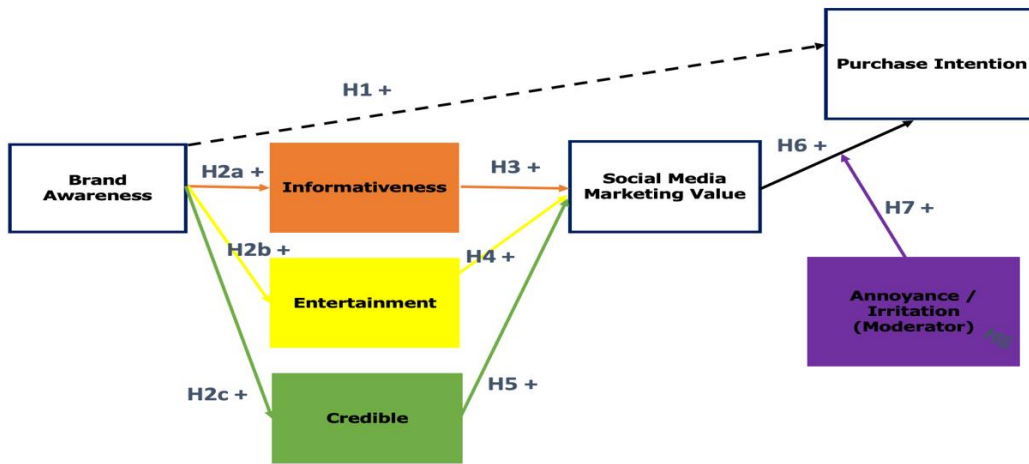 Purchase Intention
H1 +
H6 +
Brand
Awareness
H2a +
Informativeness
H3 +
Social Media
Marketing Value
H7 +
H2b +
Entertainment
H4 +
Annoyance /
Irritation
(Moderator)
H2c +
Credible
H5 +